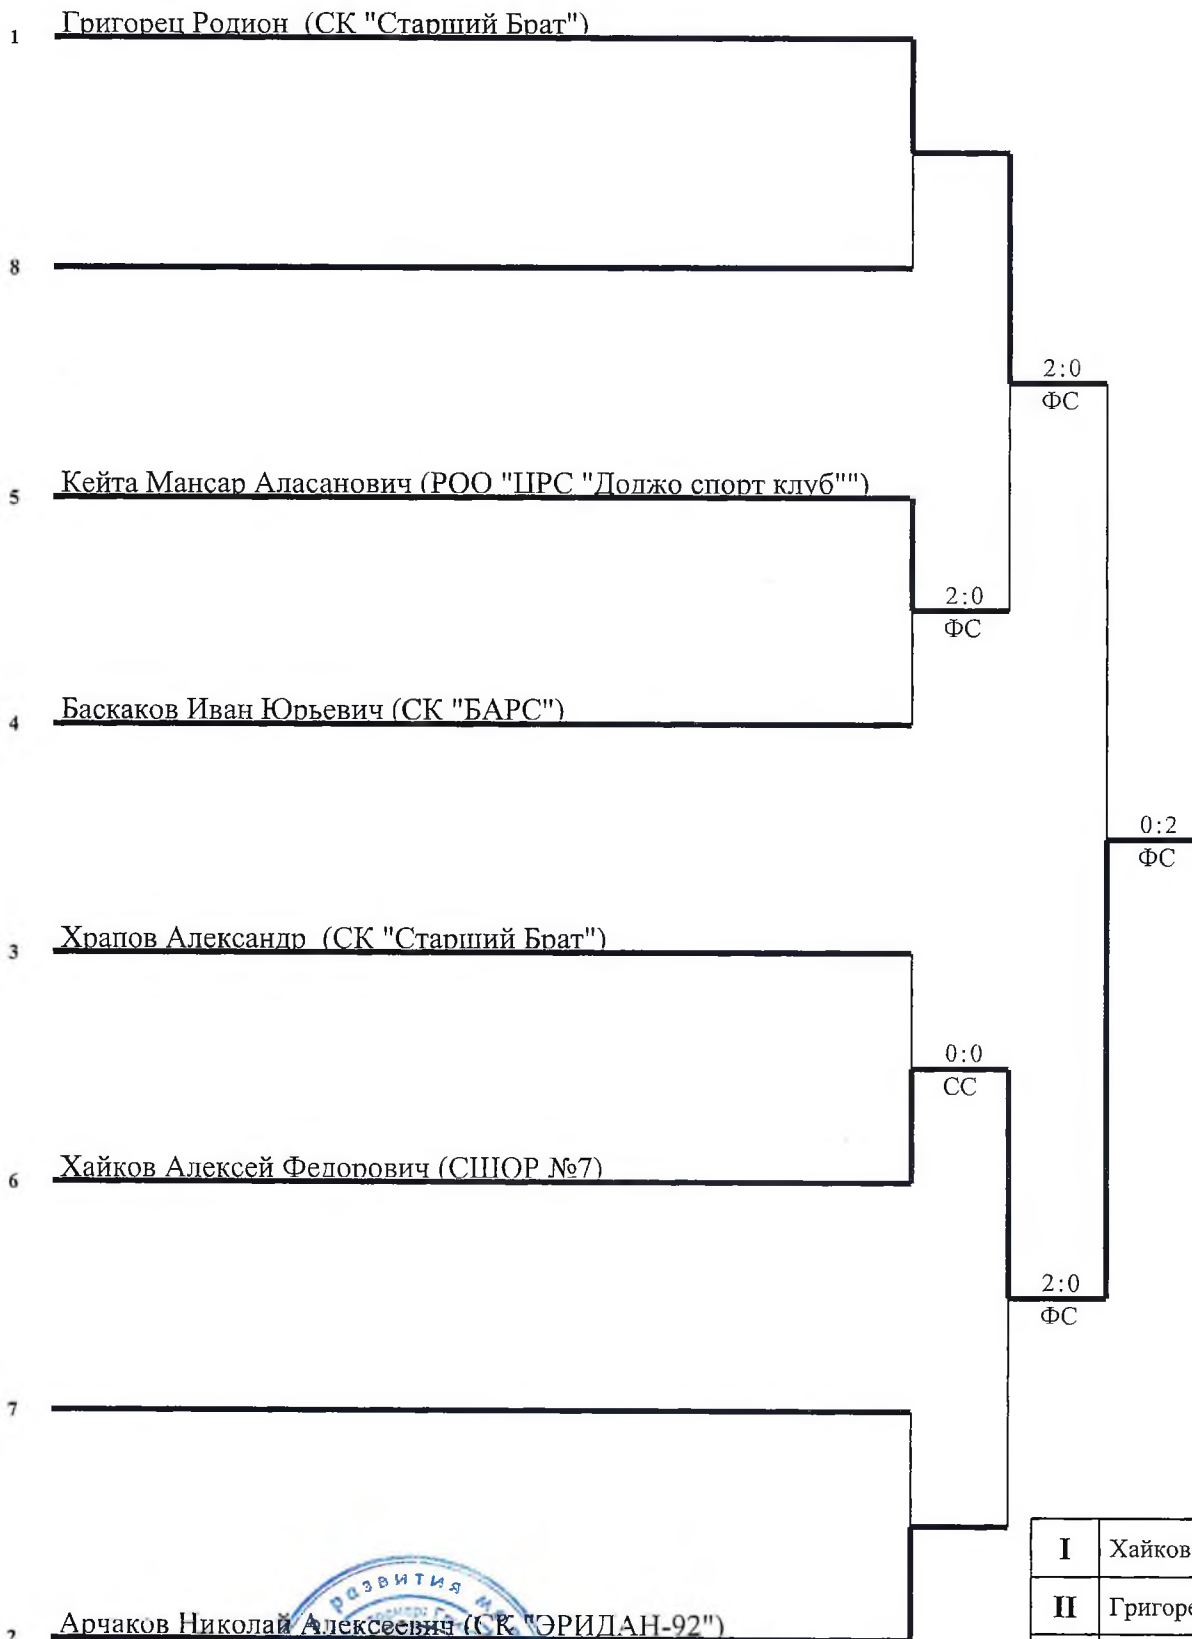 1 Григорец Родион (СК "Старший Брат")
8
2:0
ФС
5 Кейта Мансар Аласанович (РОО "ЦРС "Доджо спорт клуб"")
2:0
ФС
4 Баскаков Иван Юрьевич (СК "БАРС")
0:2
ФС
3 Храпов Александр (СК "Старший Брат")
0:0
СС
6 Хайков Алексей Федорович (СШОР №7)
2:0
ФС
7
I Хайков
II Григоре
развития
2 Арчаков Николай Алексеевич (СК "ЭРИДАН-92")